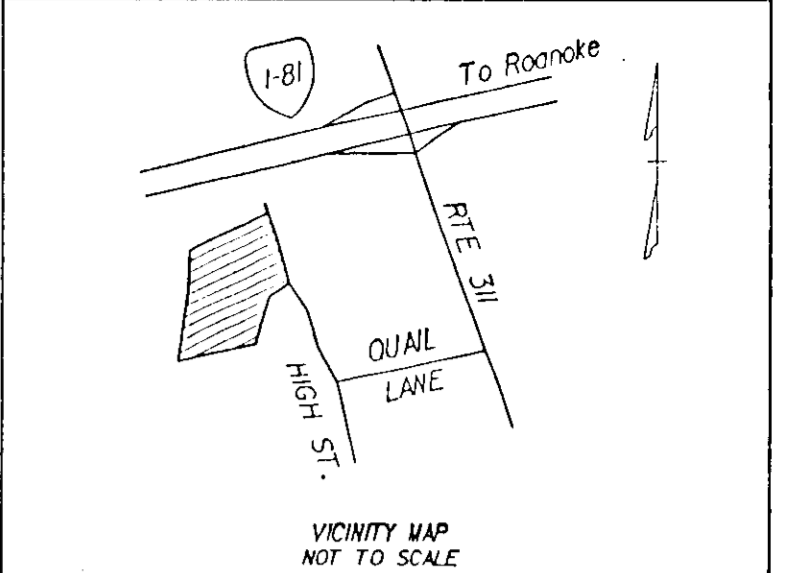 I-81
To Roanoke
RTE 311
QUAIL
LANE
HIGH ST.
VICINITY MAP
NOT TO SCALE